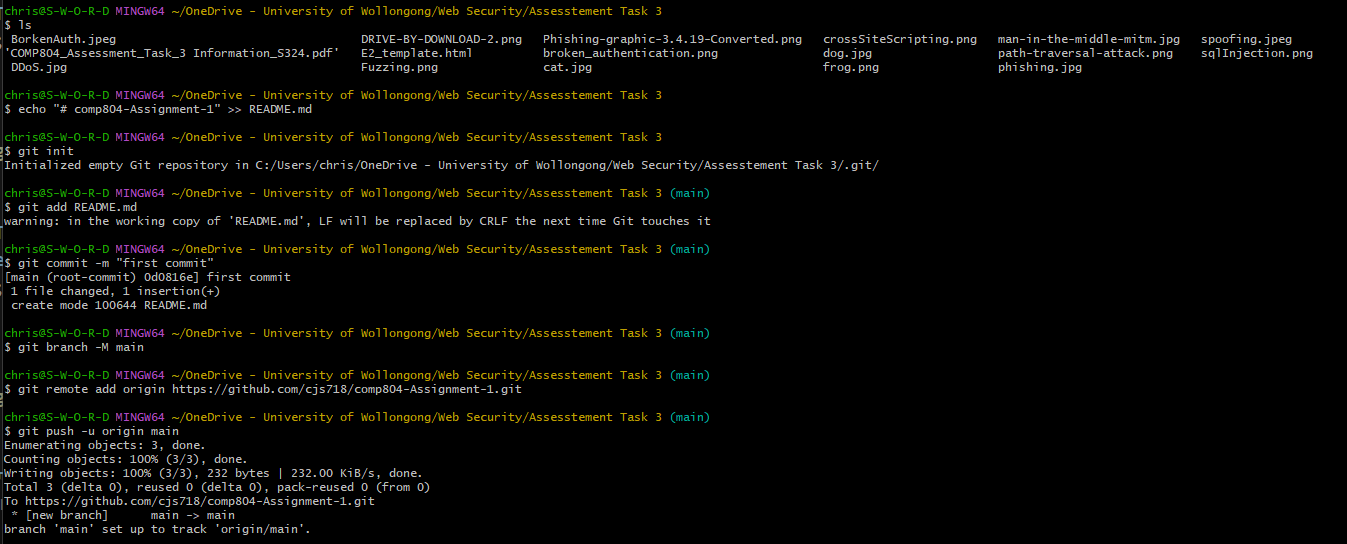 chris@S-W-O-R-D MINGW64 ~/OneDrive - University of Wollongong/Web Security/Assesstement Task 3
$ ls
 BorkenAuth.jpeg                               DRIVE-BY-DOWNLOAD-2.png   Phishing-graphic-3.4.19-Converted.png   crossSiteScripting.png   man-in-the-middle-mitm.jpg   spoofing.jpeg
'COMP804_Assessment_Task_3 Information_S324.pdf'   E2_template.html          broken_authentication.png               dog.jpg                  path-traversal-attack.png    sqlInjection.png
 DDoS.jpg                                      Fuzzing.png               cat.jpg                                 frog.png                 phishing.jpg
chris@S-W-O-R-D MINGW64 ~/OneDrive - University of Wollongong/Web Security/Assesstement Task 3
$ echo "# comp804-Assignment-1" >> README.md
chris@S-W-O-R-D MINGW64 ~/OneDrive - University of Wollongong/Web Security/Assesstement Task 3
$ git init
Initialized empty Git repository in C:/Users/chris/OneDrive - University of Wollongong/Web Security/Assesstement Task 3/.git/
chris@S-W-O-R-D MINGW64 ~/OneDrive - University of Wollongong/Web Security/Assesstement Task 3 (main)
$ git add README.md
warning: in the working copy of 'README.md', LF will be replaced by CRLF the next time Git touches it
chris@S-W-O-R-D MINGW64 ~/OneDrive - University of Wollongong/Web Security/Assesstement Task 3 (main)
$ git commit -m "first commit"
[main (root-commit) 0d0816e] first commit
 1 file changed, 1 insertion(+)
 create mode 100644 README.md
chris@S-W-O-R-D MINGW64 ~/OneDrive - University of Wollongong/Web Security/Assesstement Task 3 (main)
$ git branch -M main
chris@S-W-O-R-D MINGW64 ~/OneDrive - University of Wollongong/Web Security/Assesstement Task 3 (main)
$ git remote add origin https://github.com/cjs718/comp804-Assignment-1.git
chris@S-W-O-R-D MINGW64 ~/OneDrive - University of Wollongong/Web Security/Assesstement Task 3 (main)
$ git push -u origin main
Enumerating objects: 3, done.
Counting objects: 100% (3/3), done.
Writing objects: 100% (3/3), 232 bytes | 232.00 KiB/s, done.
Total 3 (delta 0), reused 0 (delta 0), pack-reused 0 (from 0)
To https://github.com/cjs718/comp804-Assignment-1.git
 * [new branch]      main -> main
branch 'main' set up to track 'origin/main'.